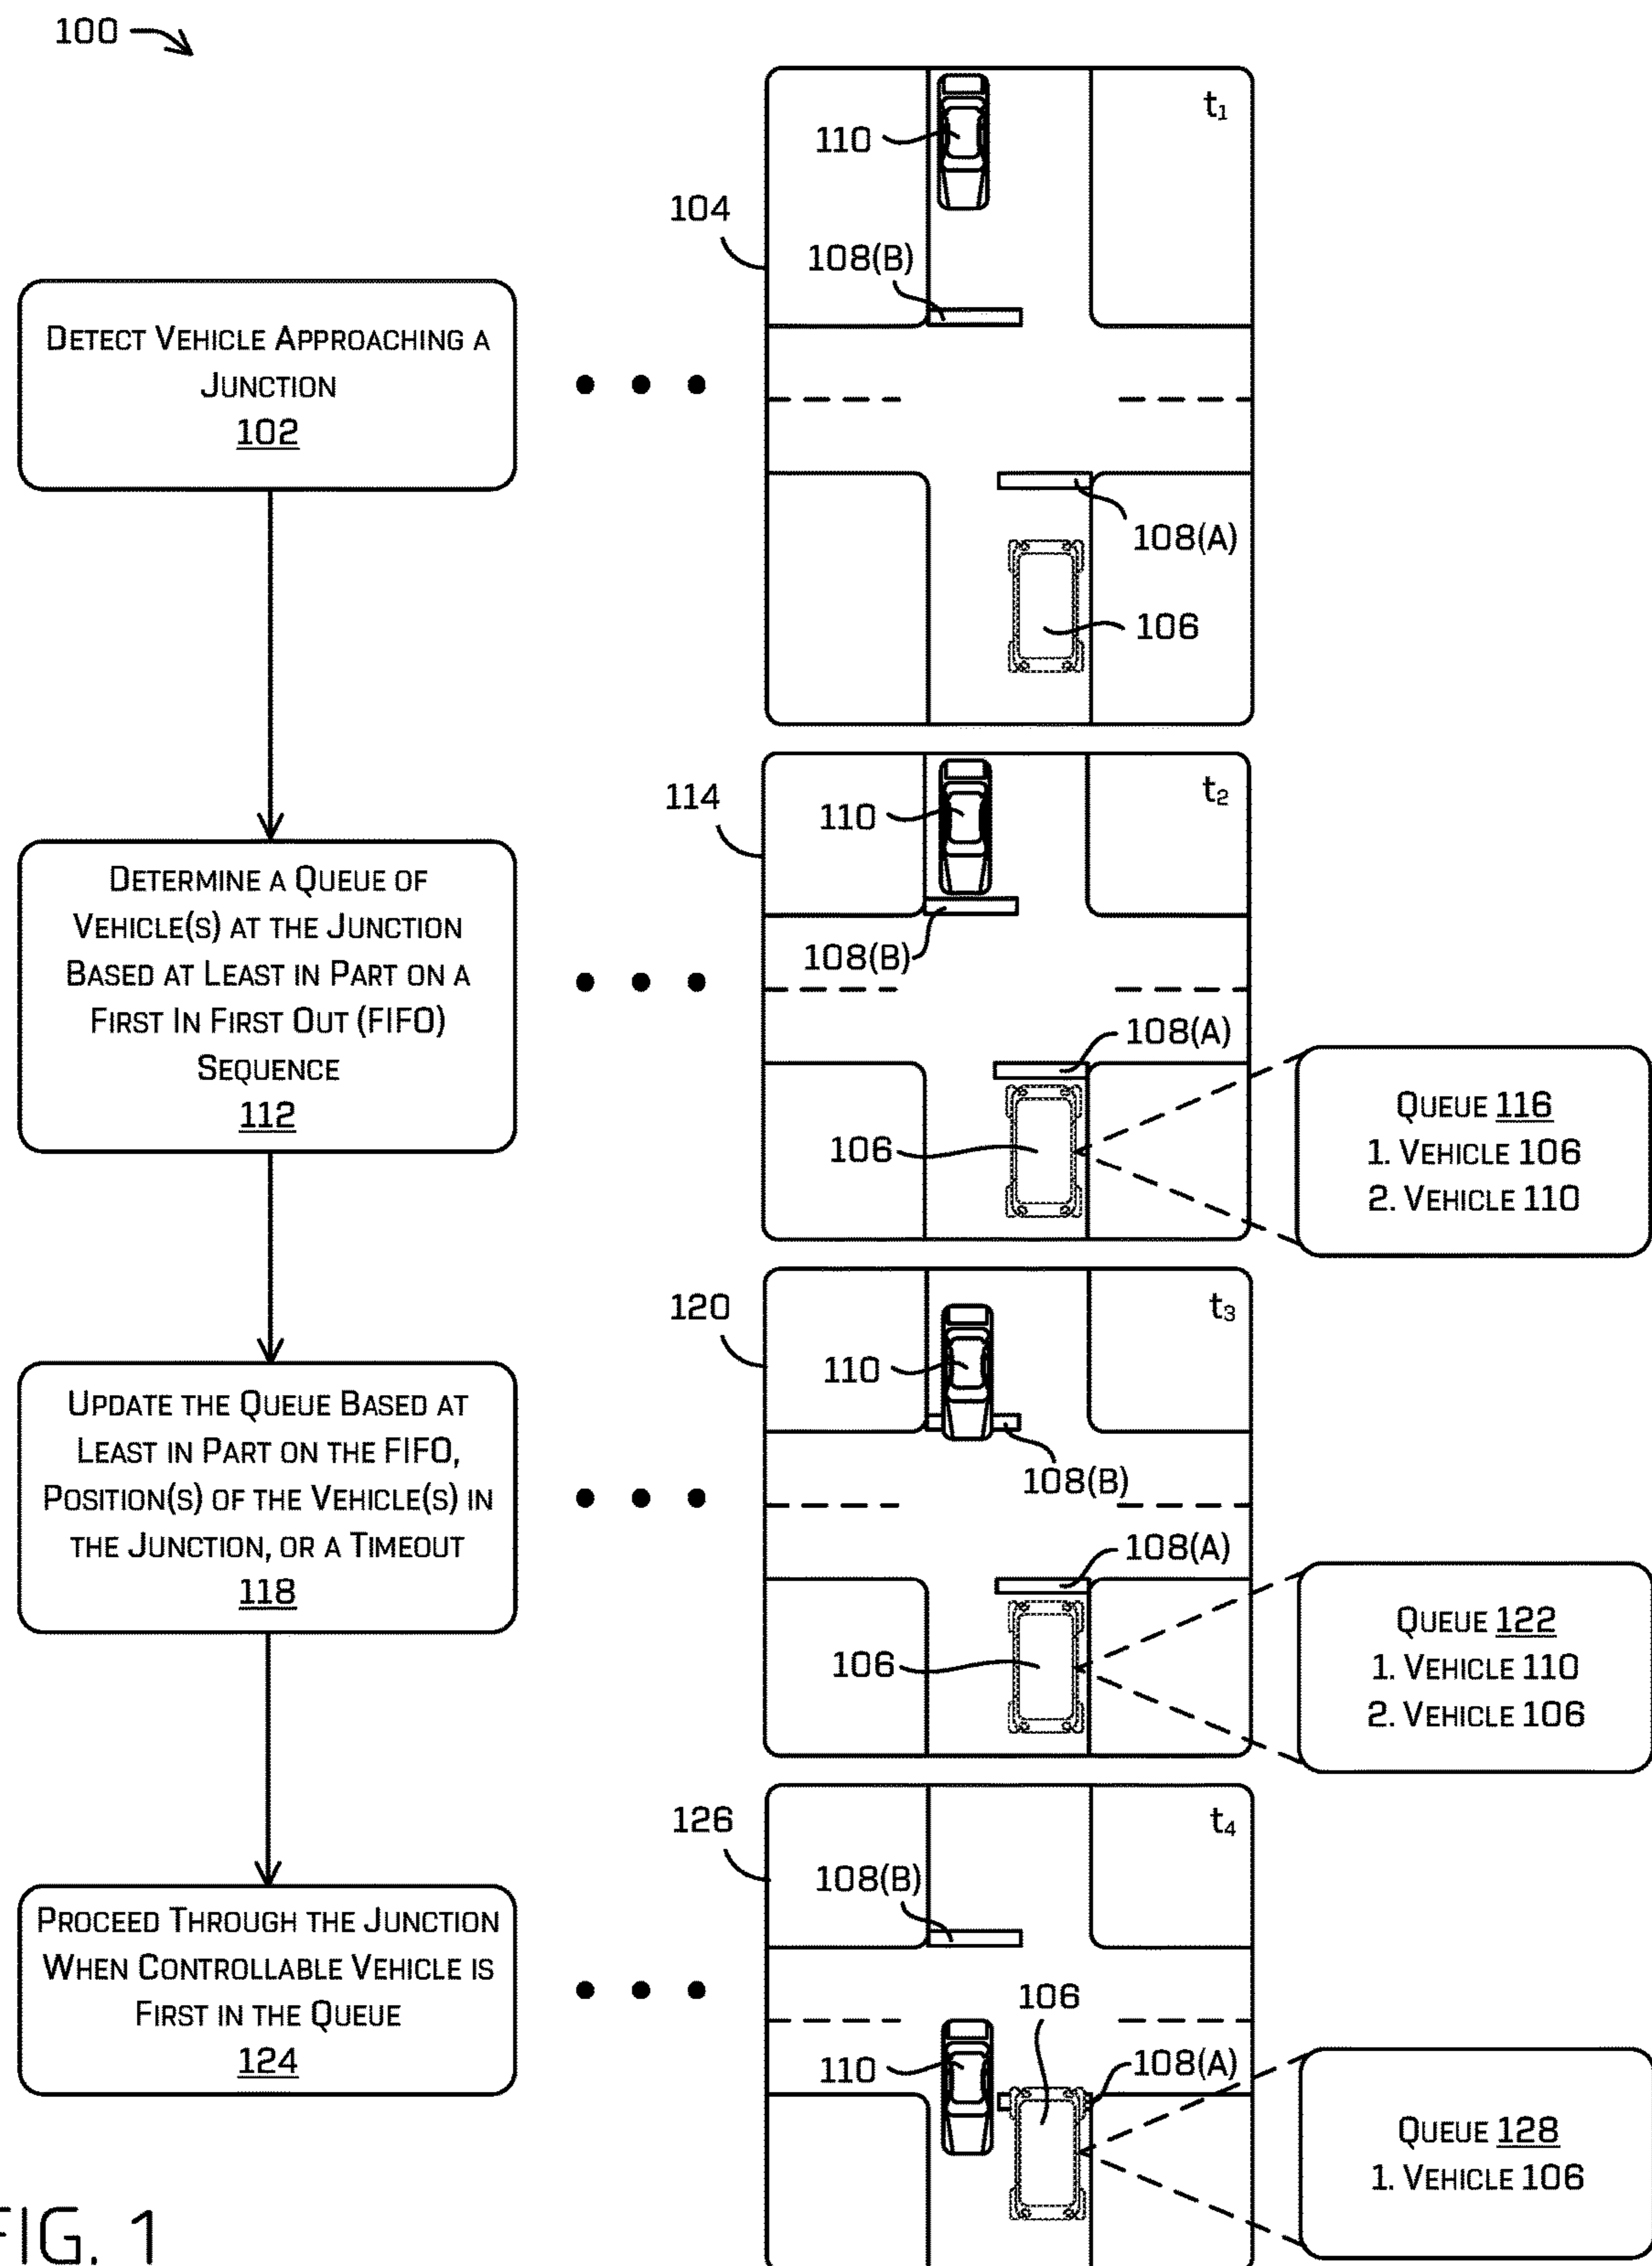 100
t1
110
104
108(B)
DETECT VEHICLE APPROACHING A
JUNCTION
102
108(A)
106
t2
114
110
DETERMINE A QUEUE OF
VEHICLE(S) AT THE JUNCTION
BASED AT LEAST IN PART ON A
FIRST IN FIRST OUT (FIFO)
SEQUENCE
112
108(B)
108(A)
106
QUEUE 116
1. VEHICLE 106
2. VEHICLE 110
t3
120
110
UPDATE THE QUEUE BASED AT
LEAST IN PART ON THE FIFO,
POSITION(S) OF THE VEHICLE(S) IN
THE JUNCTION, OR A TIMEOUT
118
108(B)
108(A)
106
QUEUE 122
1. VEHICLE 110
2. VEHICLE 106
t4
126
108(B)
PROCEED THROUGH THE JUNCTION
WHEN CONTROLLABLE VEHICLE IS
FIRST IN THE QUEUE
124
106
110
108(A)
QUEUE 128
1. VEHICLE 106
FIG. 1